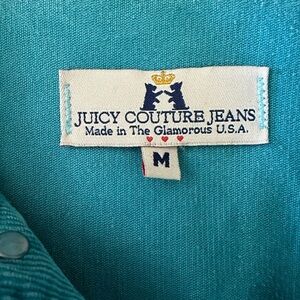 JUICY COUTURE JEANS
Made in The Glamorous U.S.A.
M